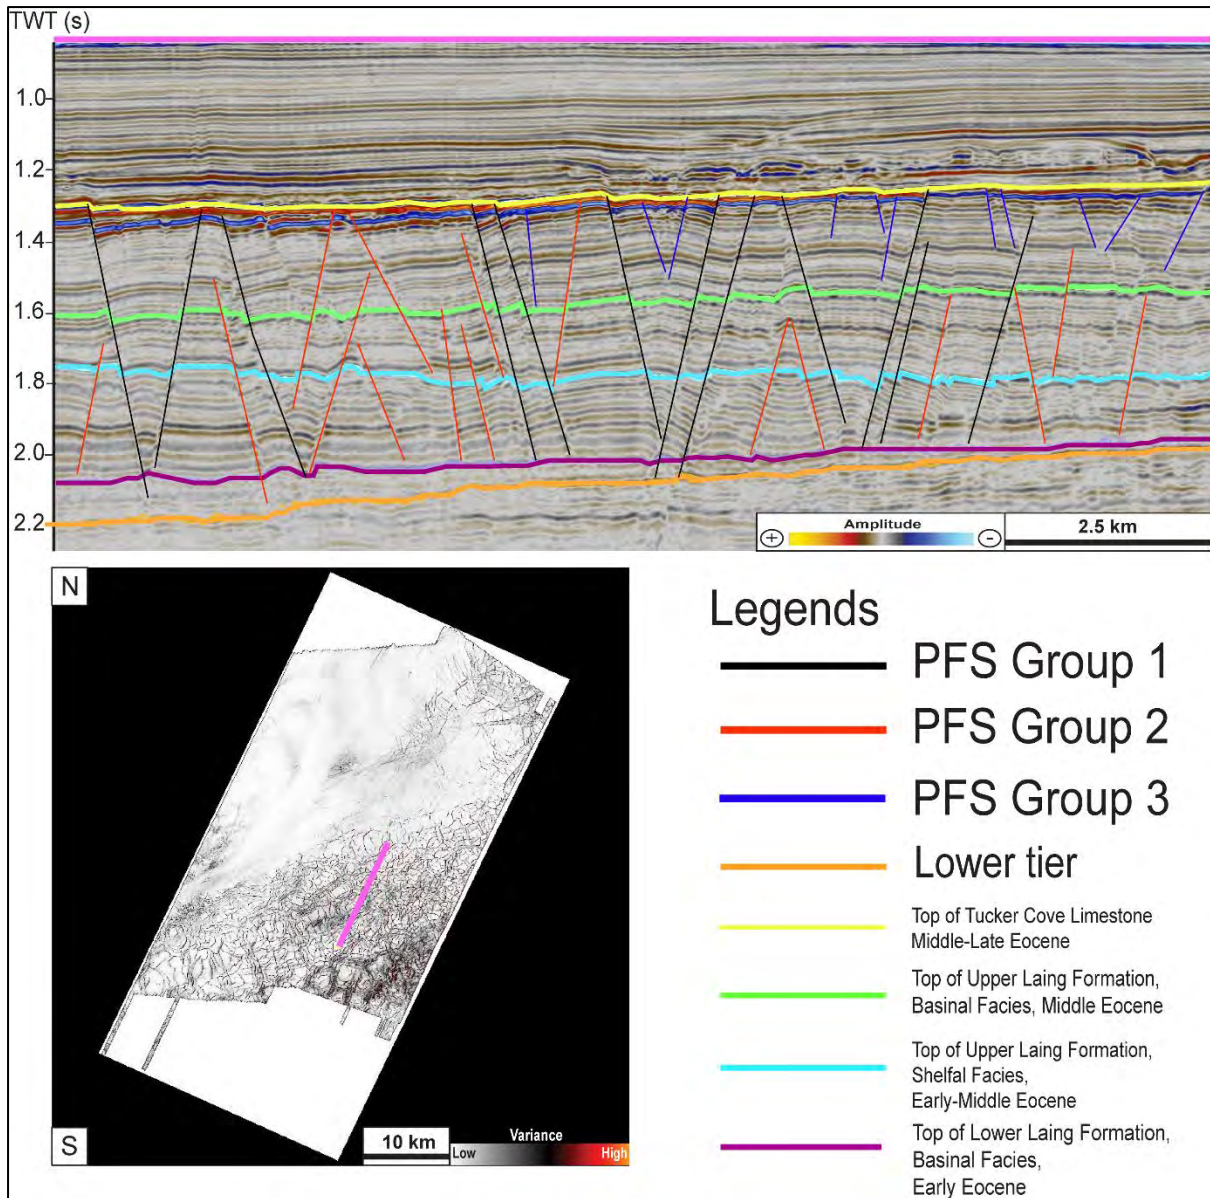 TWT (s)
1.0
1.2
1.4
1.6
1.8
2.0
2.2
Amplitude
+
-
2.5 km
N
S
10 km
Variance
Low
High
Legends
PFS Group 1
PFS Group 2
PFS Group 3
Lower tier
Top of Tucker Cove Limestone
Middle-Late Eocene
Top of Upper Laing Formation,
Basinal Facies, Middle Eocene
Top of Upper Laing Formation,
Shelfal Facies,
Early-Middle Eocene
Top of Lower Laing Formation,
Basinal Facies,
Early Eocene